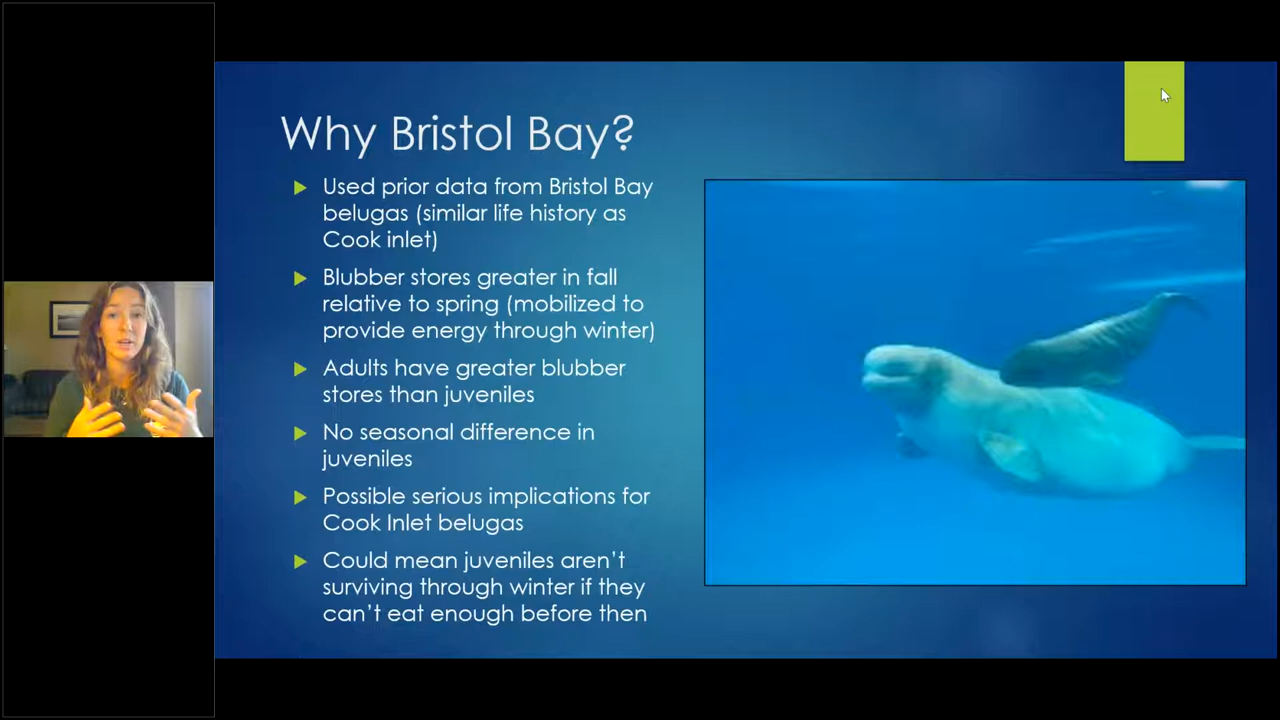 Why Bristol Bay?
Used prior data from Bristol Bay
belugas (similar life history as
Cook inlet)
Blubber stores greater in fall
relative to spring (mobilized to
provide energy through winter)
Adults have greater blubber
stores than juveniles
No seasonal difference in
juveniles
Possible serious implications for
Cook Inlet belugas
Could mean juveniles aren't
surviving through winter if they
can't eat enough before then